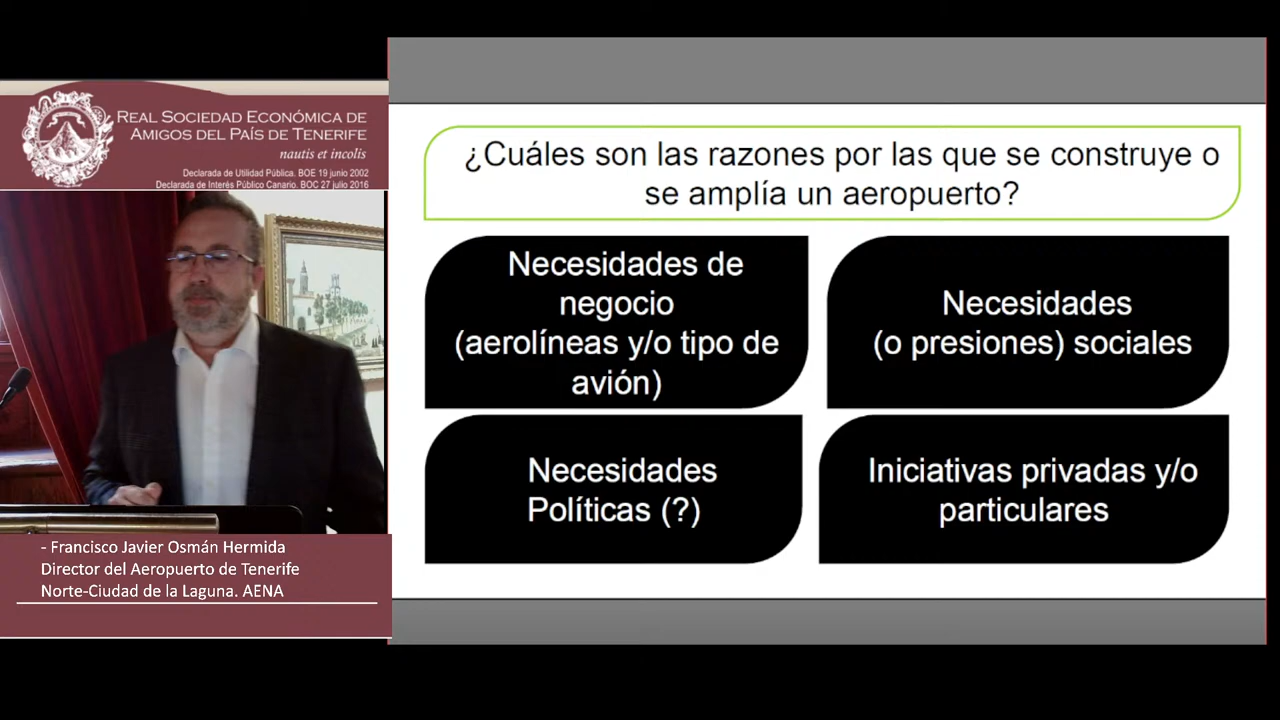 REAL SOCIEDAD ECONÓMICA DE
AMIGOS DEL PAÍS DE TENERIFE
nautis et incolis
Declarada de Utilidad Pública. BOE 19 junio 2002
Declarada de Interés Público Canario. BOC 27 julio 2016
- Francisco Javier Osmán Hermida
Director del Aeropuerto de Tenerife
Norte-Ciudad de la Laguna. AENA
¿Cuáles son las razones por las que se construye o
se amplía un aeropuerto?
Necesidades de
negocio
(aerolíneas y/o tipo de
avión)
Necesidades
(o presiones) sociales
Necesidades
Políticas (?)
Iniciativas privadas y/o
particulares